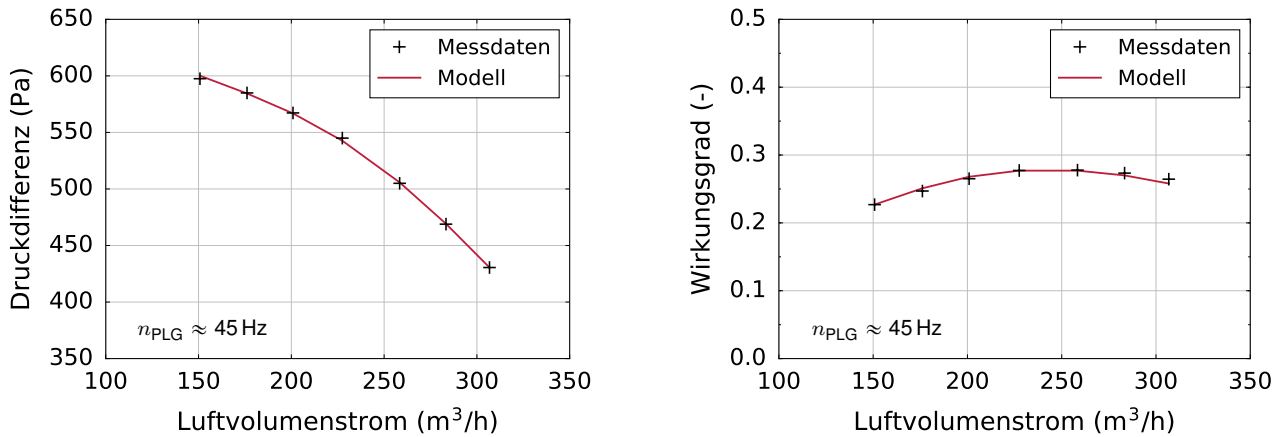 650
600
550
500
450
400
350
Druckdifferenz (Pa)
Messdaten
Modell
n_PLG ≈ 45 Hz
100 150 200 250 300 350
Luftvolumenstrom (m³/h)
0.5
0.4
0.3
0.2
0.1
0.0
Wirkungsgrad (-)
Messdaten
Modell
n_PLG ≈ 45 Hz
100 150 200 250 300 350
Luftvolumenstrom (m³/h)